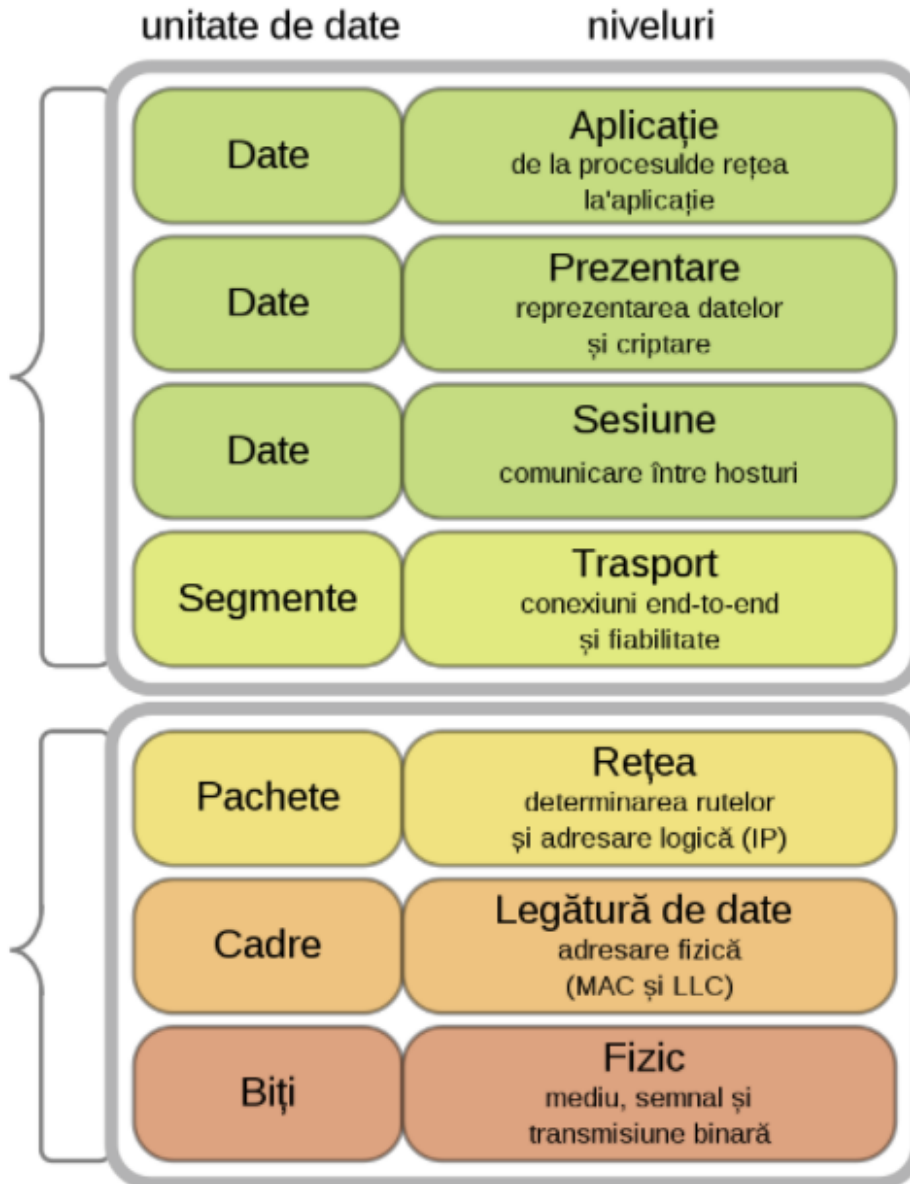 unitate de date niveluri
Date
Aplicație
de la procesulde rețea
la'aplicație
Date
Prezentare
reprezentarea datelor
și criptare
Date
Sesiune
comunicare între hosturi
Segmente
Trasport
conexiuni end-to-end
și fiabilitate
Pachete
Rețea
determinarea rutelor
și adresare logică (IP)
Cadre
Legătură de date
adresare fizică
(MAC și LLC)
Biți
Fizic
mediu, semnal și
transmisiune binară